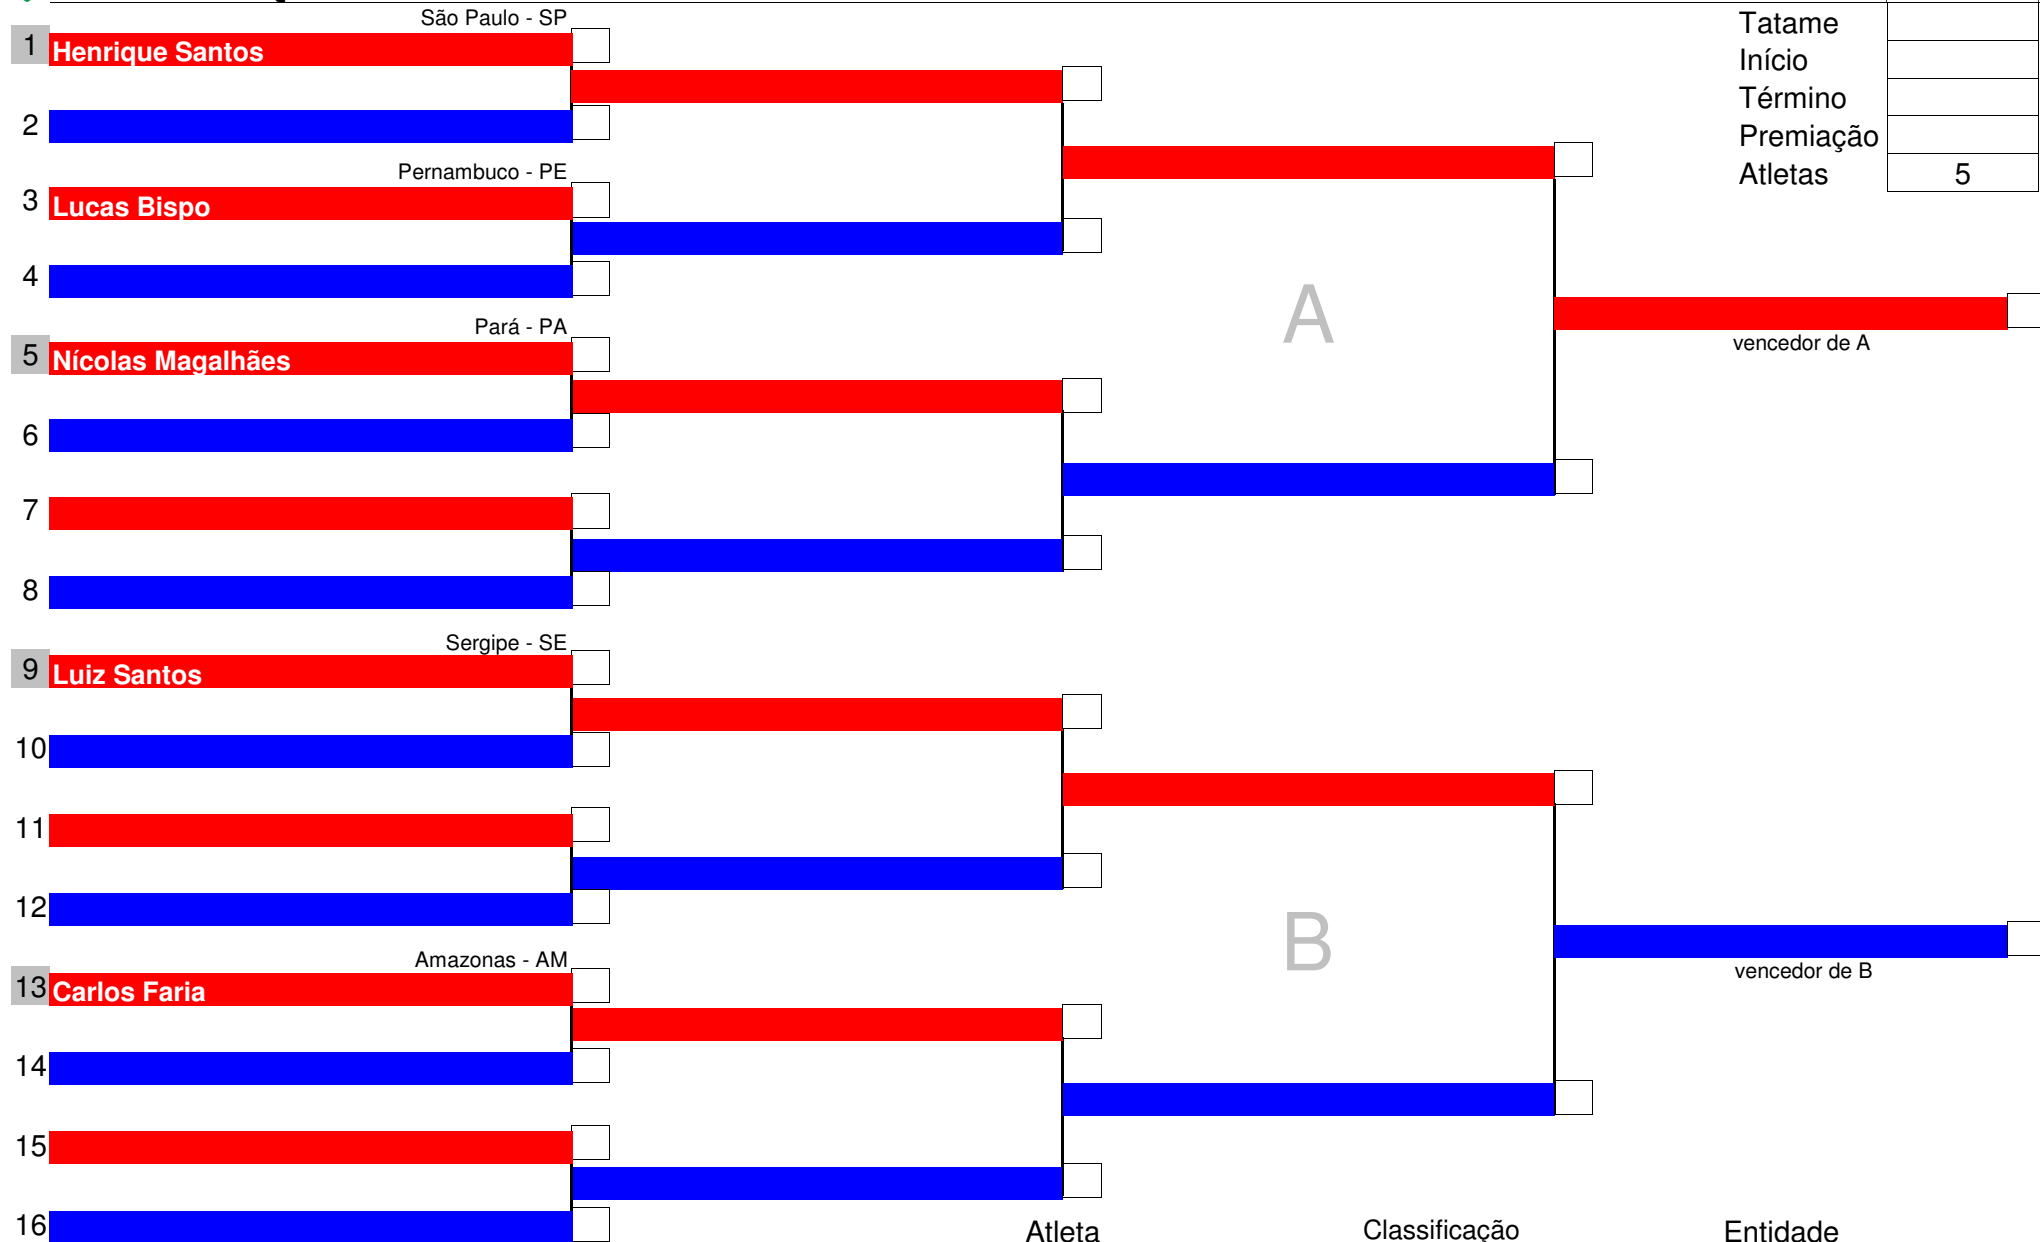 São Paulo - SP
1 Henrique Santos
2
Pernambuco - PE
3 Lucas Bispo
4
Pará - PA
5 Nícolas Magalhães
6
7
8
Sergipe - SE
9 Luiz Santos
10
11
12
Amazonas - AM
13 Carlos Faria
14
15
16
A
vencedor de A
B
vencedor de B
Tatame
Início
Término
Premiação
Atletas 5
Atleta Classificação Entidade